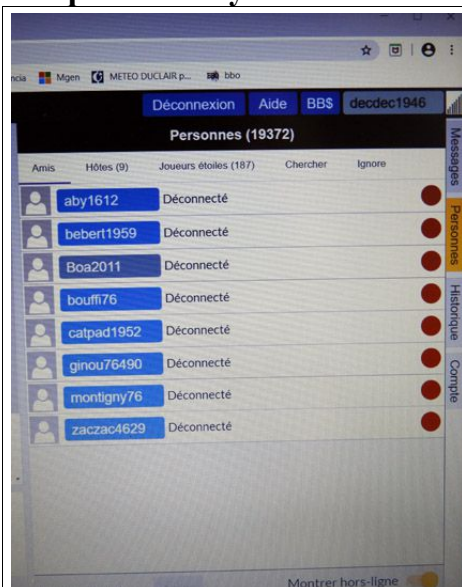 ncia Mgen METEO DUCLAIR p... bbo
Déconnexion Aide BB$ decdec1946
Personnes (19372)
Amis Hôtes (9) Joueurs étoiles (187) Chercher Ignore
aby1612 Déconnecté
bebert1959 Déconnecté
Boa2011 Déconnecté
bouffi76 Déconnecté
catpad1952 Déconnecté
ginou76490 Déconnecté
montigny76 Déconnecté
zaczac4629 Déconnecté
Montrer hors-ligne
Messages
Personnes
Historique
Compte